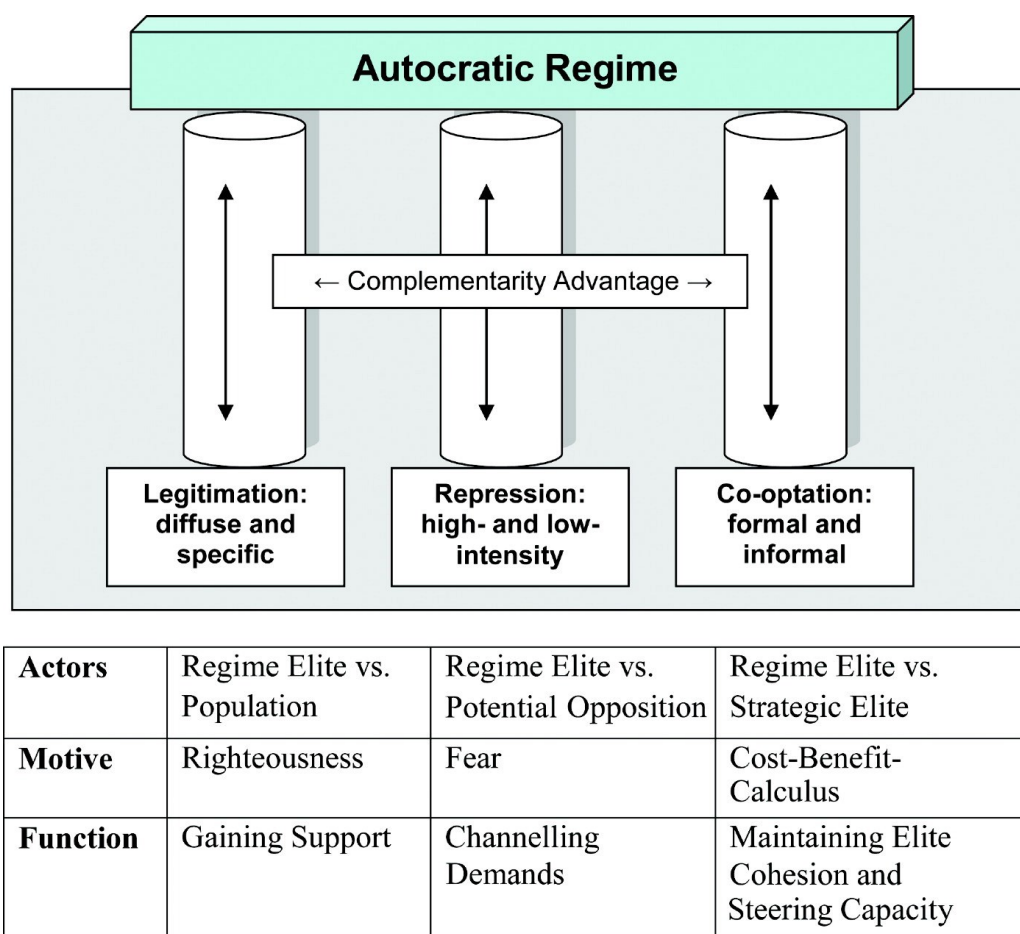 Autocratic Regime
← Complementarity Advantage →
Legitimation:
diffuse and
specific
Repression:
high- and low-
intensity
Co-optation:
formal and
informal
Actors
Regime Elite vs.
Population
Regime Elite vs.
Potential Opposition
Regime Elite vs.
Strategic Elite
Motive
Righteousness
Fear
Cost-Benefit-
Calculus
Function
Gaining Support
Channelling
Demands
Maintaining Elite
Cohesion and
Steering Capacity